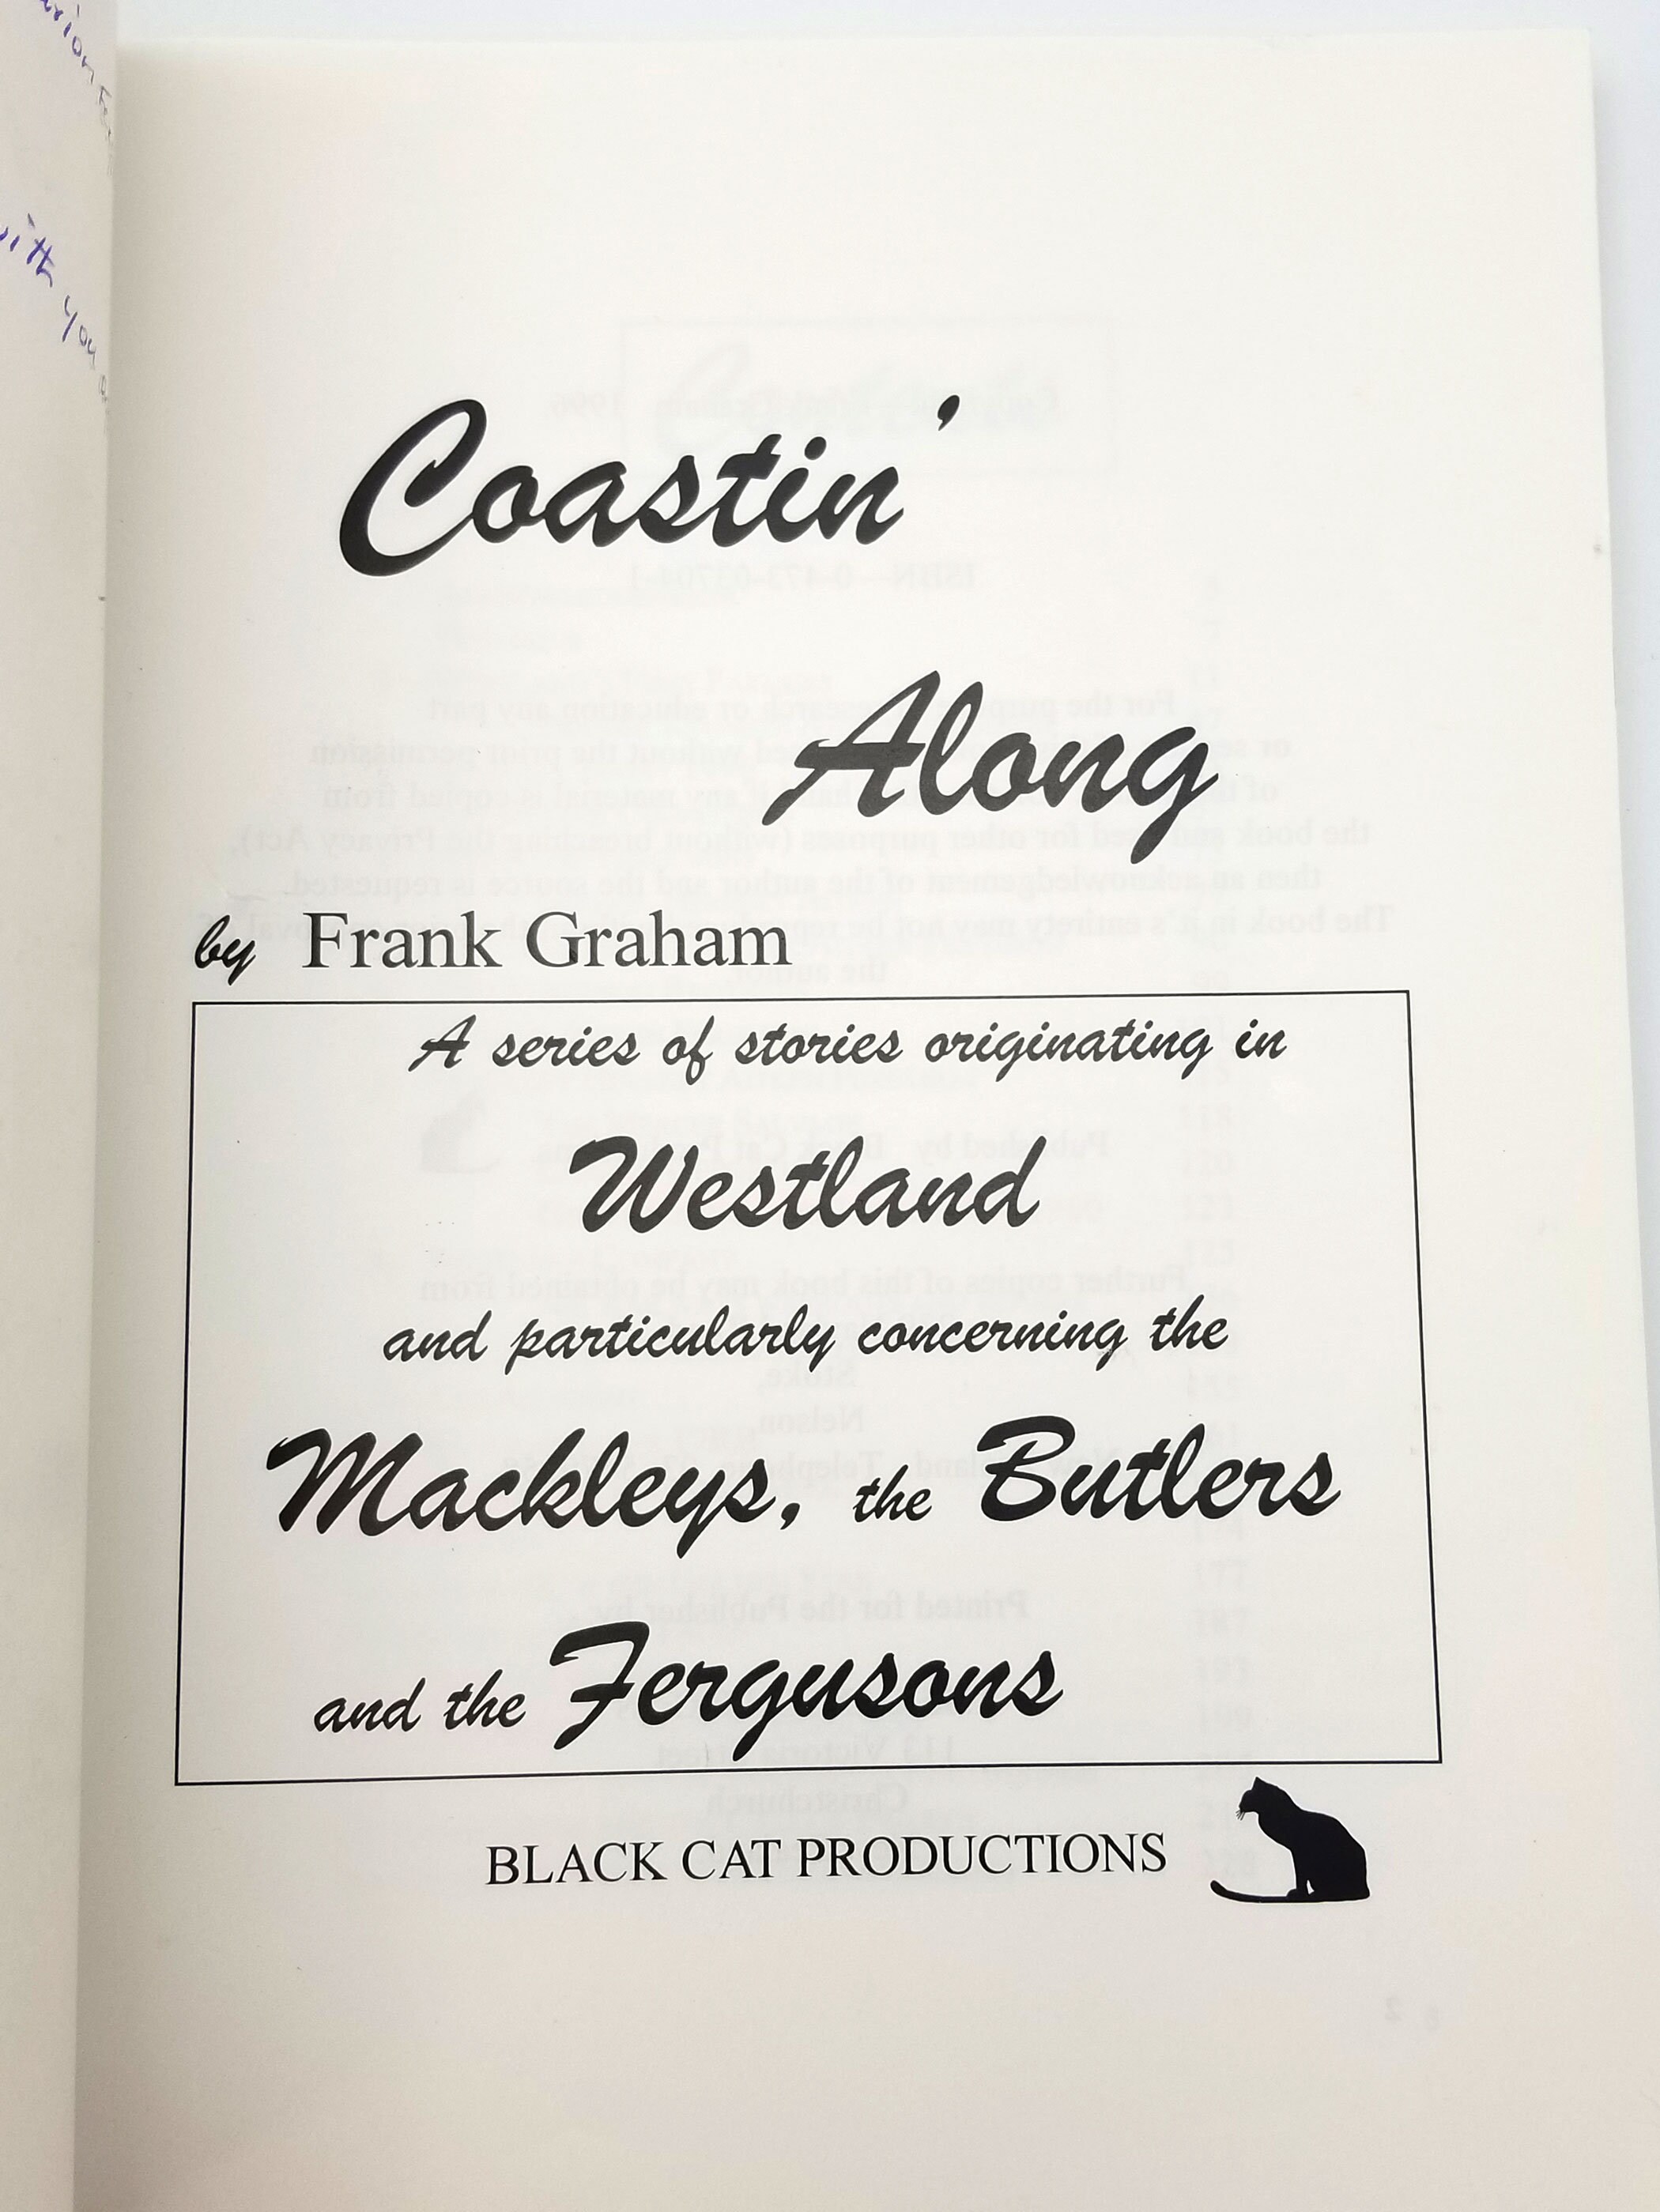 Coastin'
Along
by Frank Graham
A series of stories originating in
Westland
and particularly concerning the
Mackleys, the Butlers
and the Fergusons
BLACK CAT PRODUCTIONS